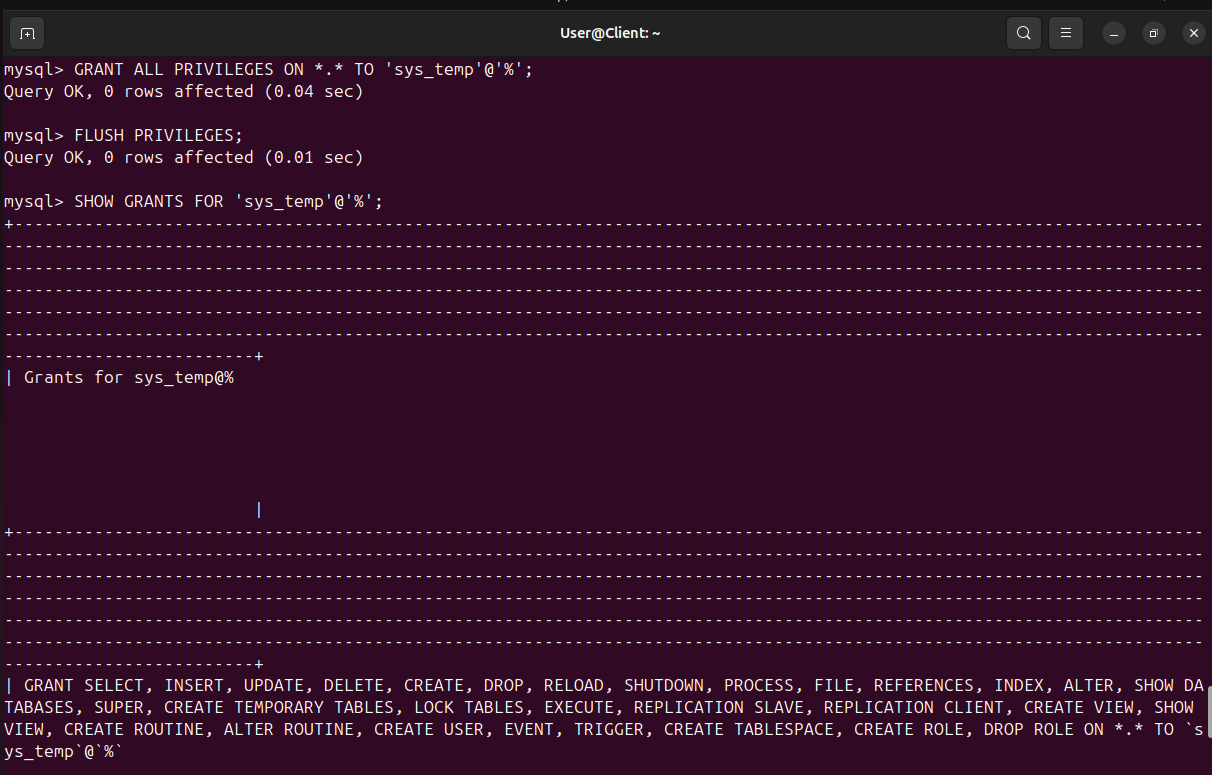 User@Client: ~
mysql> GRANT ALL PRIVILEGES ON *.* TO 'sys_temp'@'%';
Query OK, 0 rows affected (0.04 sec)
mysql> FLUSH PRIVILEGES;
Query OK, 0 rows affected (0.01 sec)
mysql> SHOW GRANTS FOR 'sys_temp'@'%';
+-----------------------------------------------------------------------------------------------------------------------
------------------------------------------------------------------------------------------------------------------------
------------------------------------------------------------------------------------------------------------------------
------------------------------------------------------------------------------------------------------------------------
------------------------------------------------------------------------------------------------------------------------
------------------------------------------------------------------------------------------------------------------------
-------------------------+
| Grants for sys_temp@%
|
+-----------------------------------------------------------------------------------------------------------------------
------------------------------------------------------------------------------------------------------------------------
------------------------------------------------------------------------------------------------------------------------
------------------------------------------------------------------------------------------------------------------------
------------------------------------------------------------------------------------------------------------------------
------------------------------------------------------------------------------------------------------------------------
-------------------------+
| GRANT SELECT, INSERT, UPDATE, DELETE, CREATE, DROP, RELOAD, SHUTDOWN, PROCESS, FILE, REFERENCES, INDEX, ALTER, SHOW DA
TABASES, SUPER, CREATE TEMPORARY TABLES, LOCK TABLES, EXECUTE, REPLICATION SLAVE, REPLICATION CLIENT, CREATE VIEW, SHOW
VIEW, CREATE ROUTINE, ALTER ROUTINE, CREATE USER, EVENT, TRIGGER, CREATE TABLESPACE, CREATE ROLE, DROP ROLE ON *.* TO `s
ys_temp`@`%`